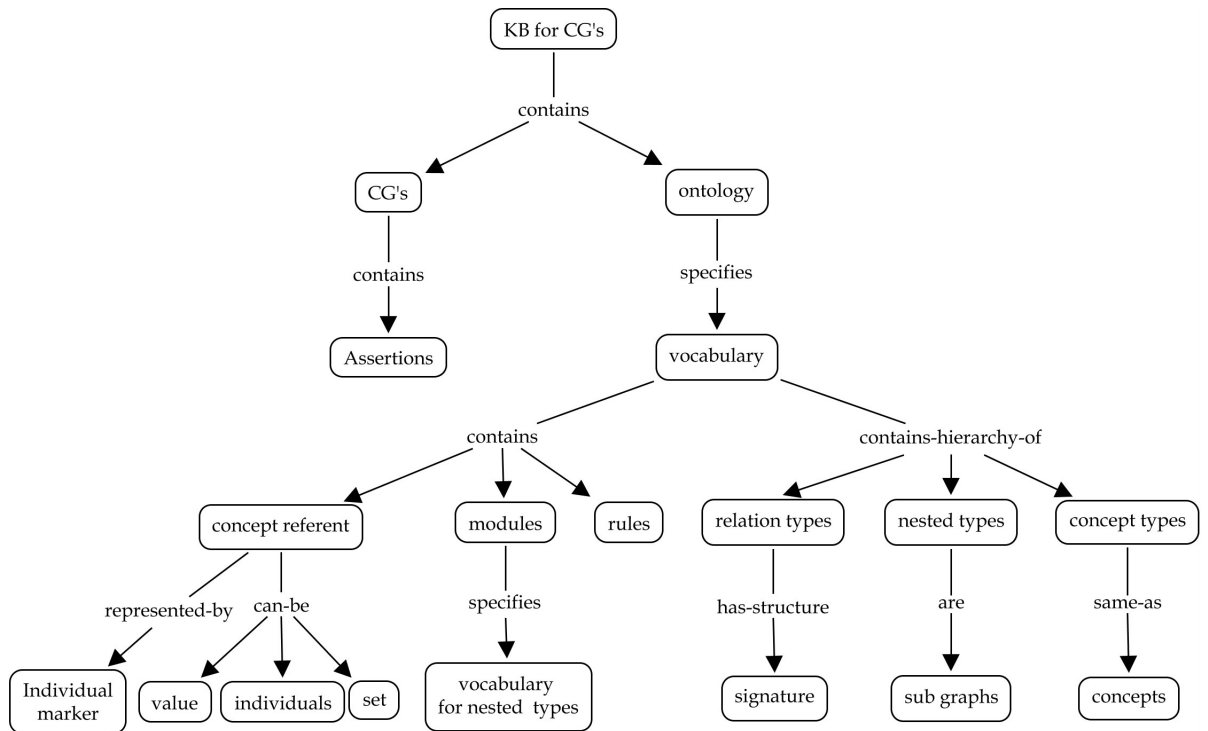 KB for CG's
contains
CG's
ontology
contains
specifies
Assertions
vocabulary
contains
contains-hierarchy-of
concept referent
modules
rules
relation types
nested types
concept types
represented-by
can-be
specifies
has-structure
are
same-as
Individual
marker
value
individuals
set
vocabulary
for nested types
signature
sub graphs
concepts